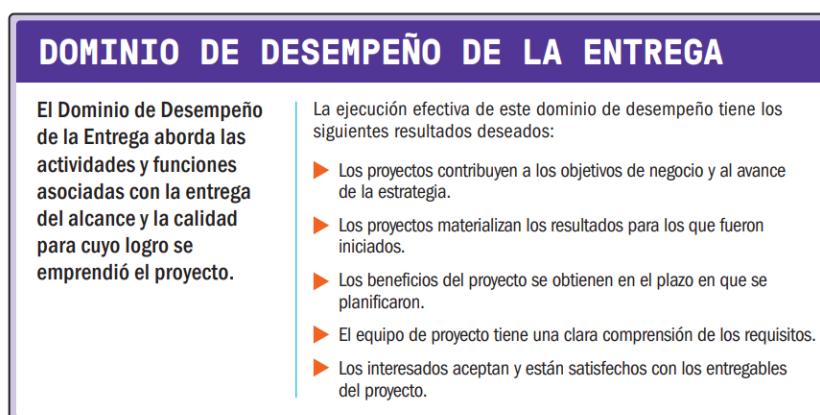 DOMINIO DE DESEMPEÑO DE LA ENTREGA
El Dominio de Desempeño
de la Entrega aborda las
actividades y funciones
asociadas con la entrega
del alcance y la calidad
para cuyo logro se
emprendió el proyecto.
La ejecución efectiva de este dominio de desempeño tiene los
siguientes resultados deseados:
Los proyectos contribuyen a los objetivos de negocio y al avance
de la estrategia.
Los proyectos materializan los resultados para los que fueron
iniciados.
Los beneficios del proyecto se obtienen en el plazo en que se
planificaron.
El equipo de proyecto tiene una clara comprensión de los requisitos.
Los interesados aceptan y están satisfechos con los entregables
del proyecto.